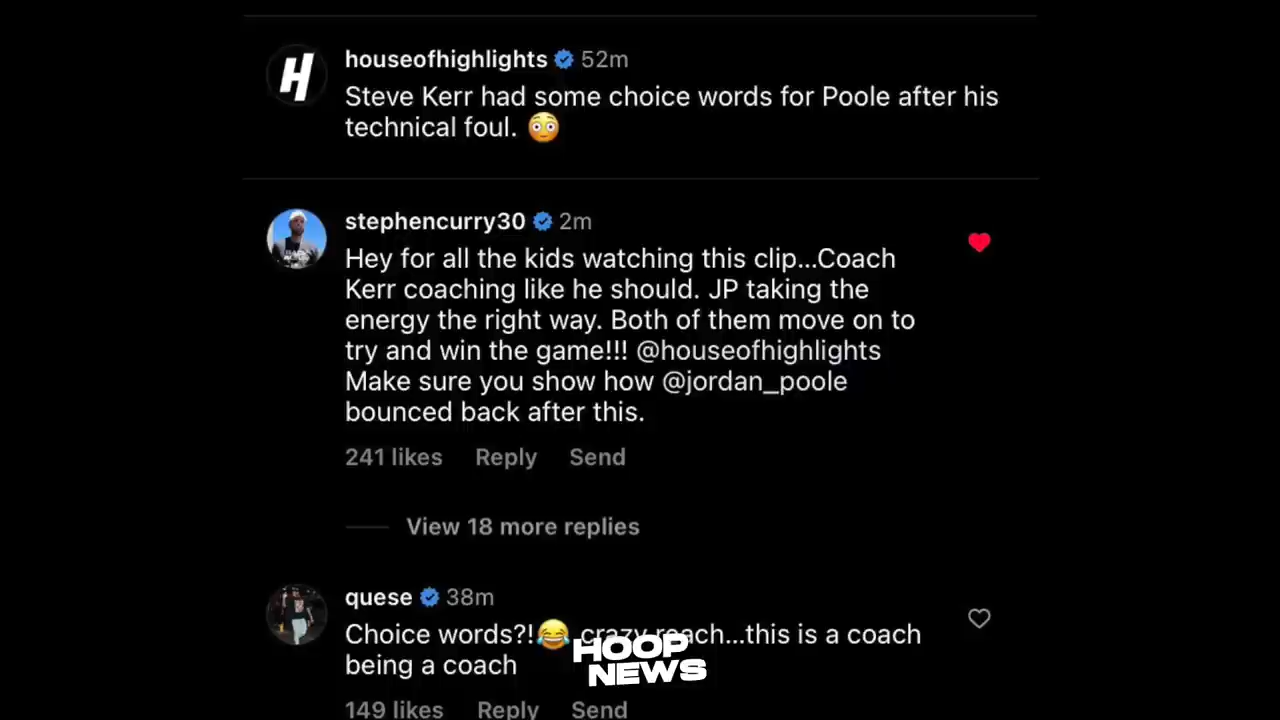 houseofhighlights 52m
Steve Kerr had some choice words for Poole after his
technical foul. 😳
stephencurry30 2m
Hey for all the kids watching this clip...Coach
Kerr coaching like he should. JP taking the
energy the right way. Both of them move on to
try and win the game!!! @houseofhighlights
Make sure you show how @jordan_poole
bounced back after this.
241 likes Reply Send
View 18 more replies
quese 38m
Choice words?!😂 crazy reach...this is a coach
being a coach
HOOP
NEWS
149 likes Reply Send